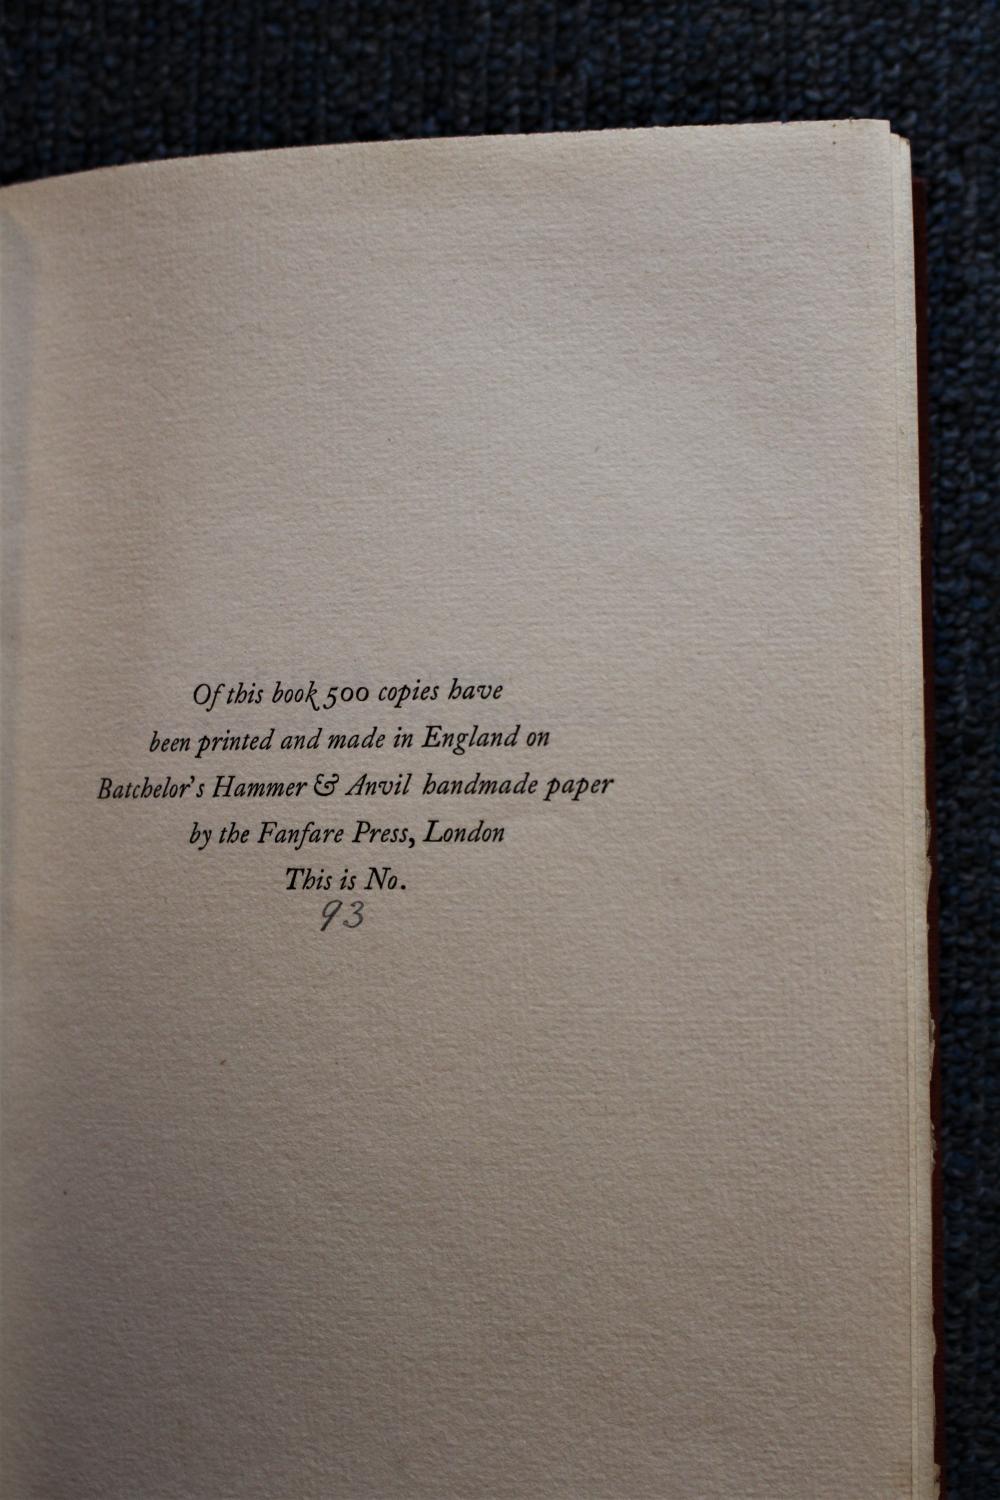 Of this book 500 copies have
been printed and made in England on
Batchelor's Hammer & Anvil handmade paper
by the Fanfare Press, London
This is No.
93